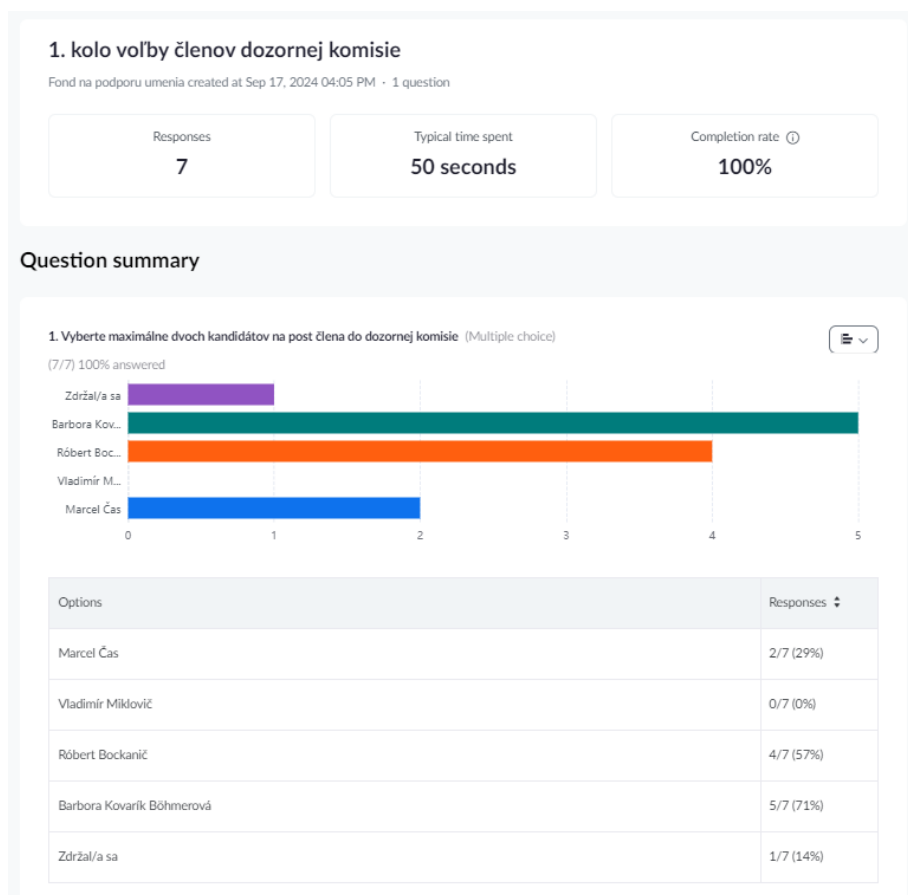 1. kolo voľby členov dozornej komisie
Fond na podporu umenia created at Sep 17, 2024 04:05 PM · 1 question
Responses
7
Typical time spent
50 seconds
Completion rate
100%
Question summary
1. Vyberte maximálne dvoch kandidátov na post člena do dozornej komisie (Multiple choice)
(7/7) 100% answered
Zdržal/a sa
Barbora Kov...
Róbert Boc...
Vladimír M...
Marcel Čas
0 1 2 3 4 5
Options Responses
Marcel Čas 2/7 (29%)
Vladimír Miklovič 0/7 (0%)
Róbert Bockanič 4/7 (57%)
Barbora Kovarík Böhmerová 5/7 (71%)
Zdržal/a sa 1/7 (14%)